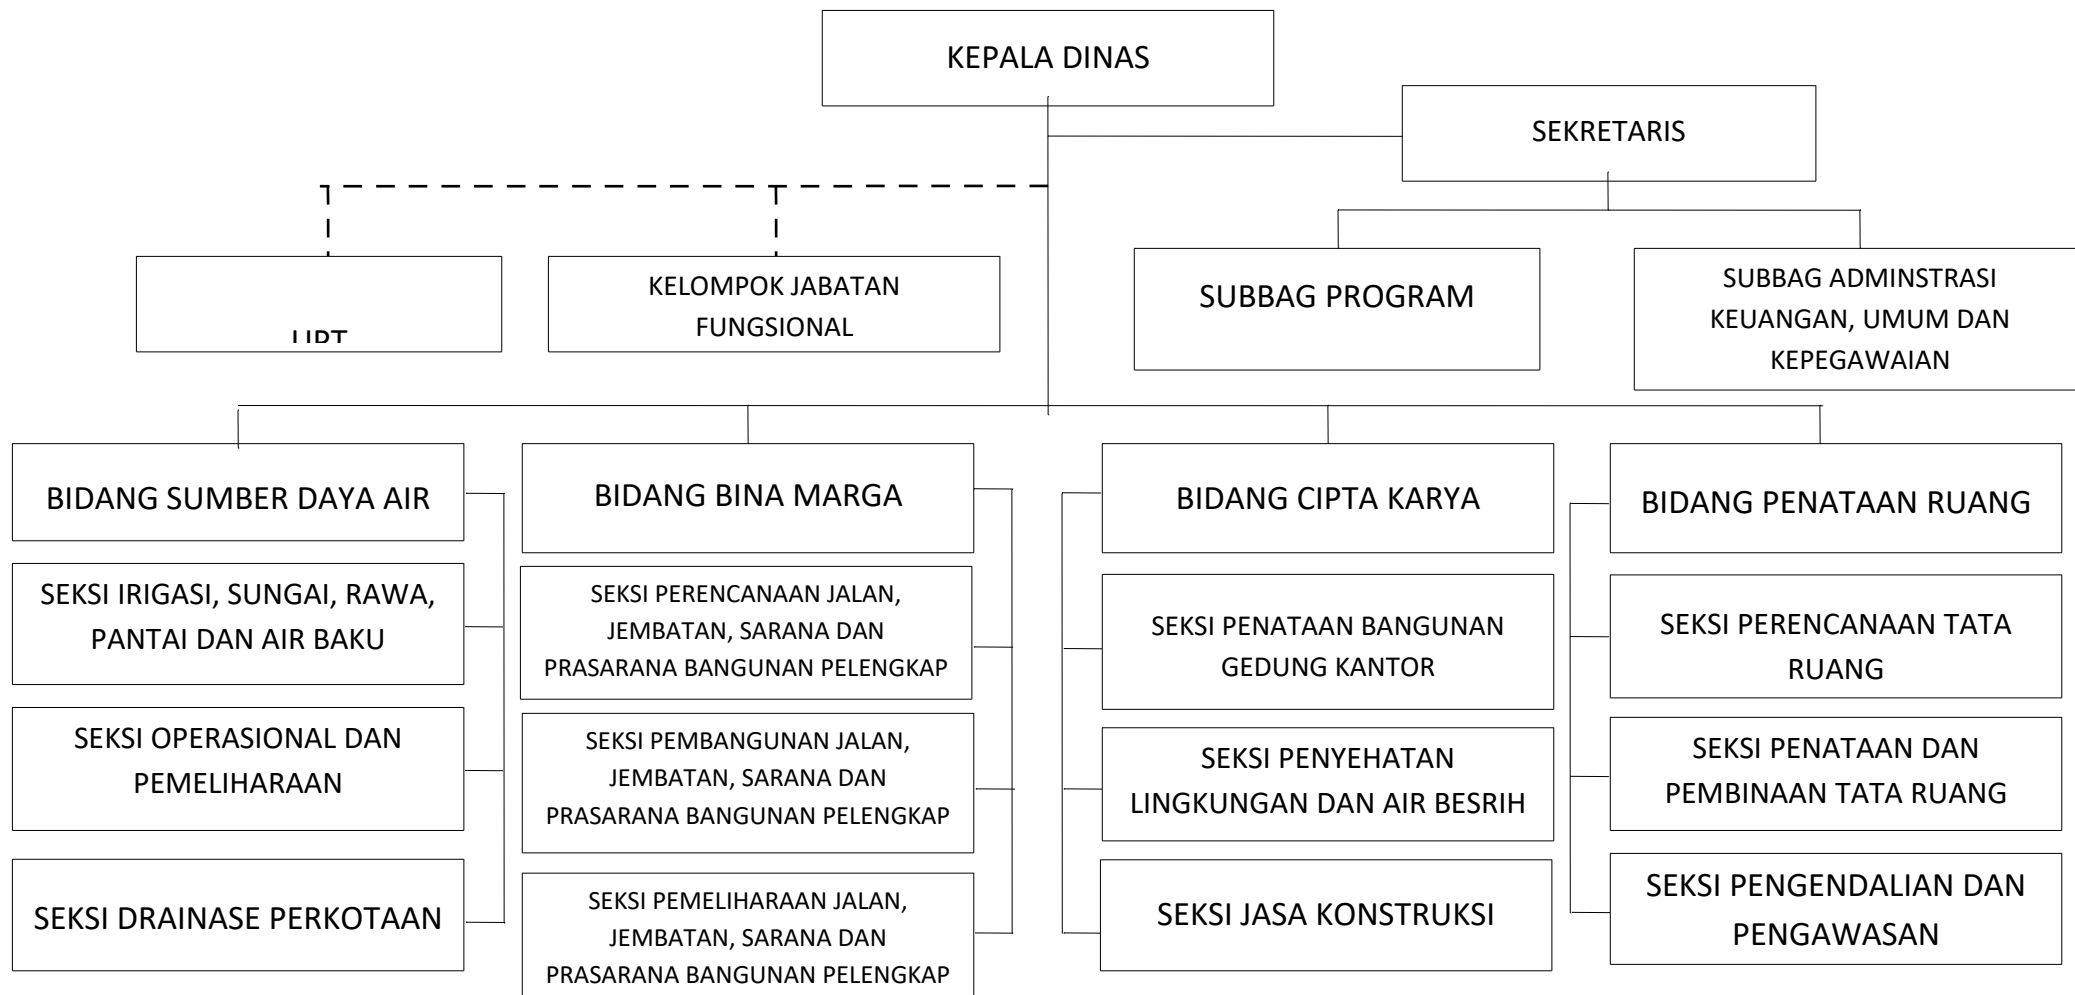 KEPALA DINAS
SEKRETARIS
UPT
KELOMPOK JABATAN
FUNGSIONAL
SUBBAG PROGRAM
SUBBAG ADMINSTRASI
KEUANGAN, UMUM DAN
KEPEGAWAIAN
BIDANG SUMBER DAYA AIR
SEKSI IRIGASI, SUNGAI, RAWA,
PANTAI DAN AIR BAKU
SEKSI OPERASIONAL DAN
PEMELIHARAAN
SEKSI DRAINASE PERKOTAAN
BIDANG BINA MARGA
SEKSI PERENCANAAN JALAN,
JEMBATAN, SARANA DAN
PRASARANA BANGUNAN PELENGKAP
SEKSI PEMBANGUNAN JALAN,
JEMBATAN, SARANA DAN
PRASARANA BANGUNAN PELENGKAP
SEKSI PEMELIHARAAN JALAN,
JEMBATAN, SARANA DAN
PRASARANA BANGUNAN PELENGKAP
BIDANG CIPTA KARYA
SEKSI PENATAAN BANGUNAN
GEDUNG KANTOR
SEKSI PENYEHATAN
LINGKUNGAN DAN AIR BESRIH
SEKSI JASA KONSTRUKSI
BIDANG PENATAAN RUANG
SEKSI PERENCANAAN TATA
RUANG
SEKSI PENATAAN DAN
PEMBINAAN TATA RUANG
SEKSI PENGENDALIAN DAN
PENGAWASAN